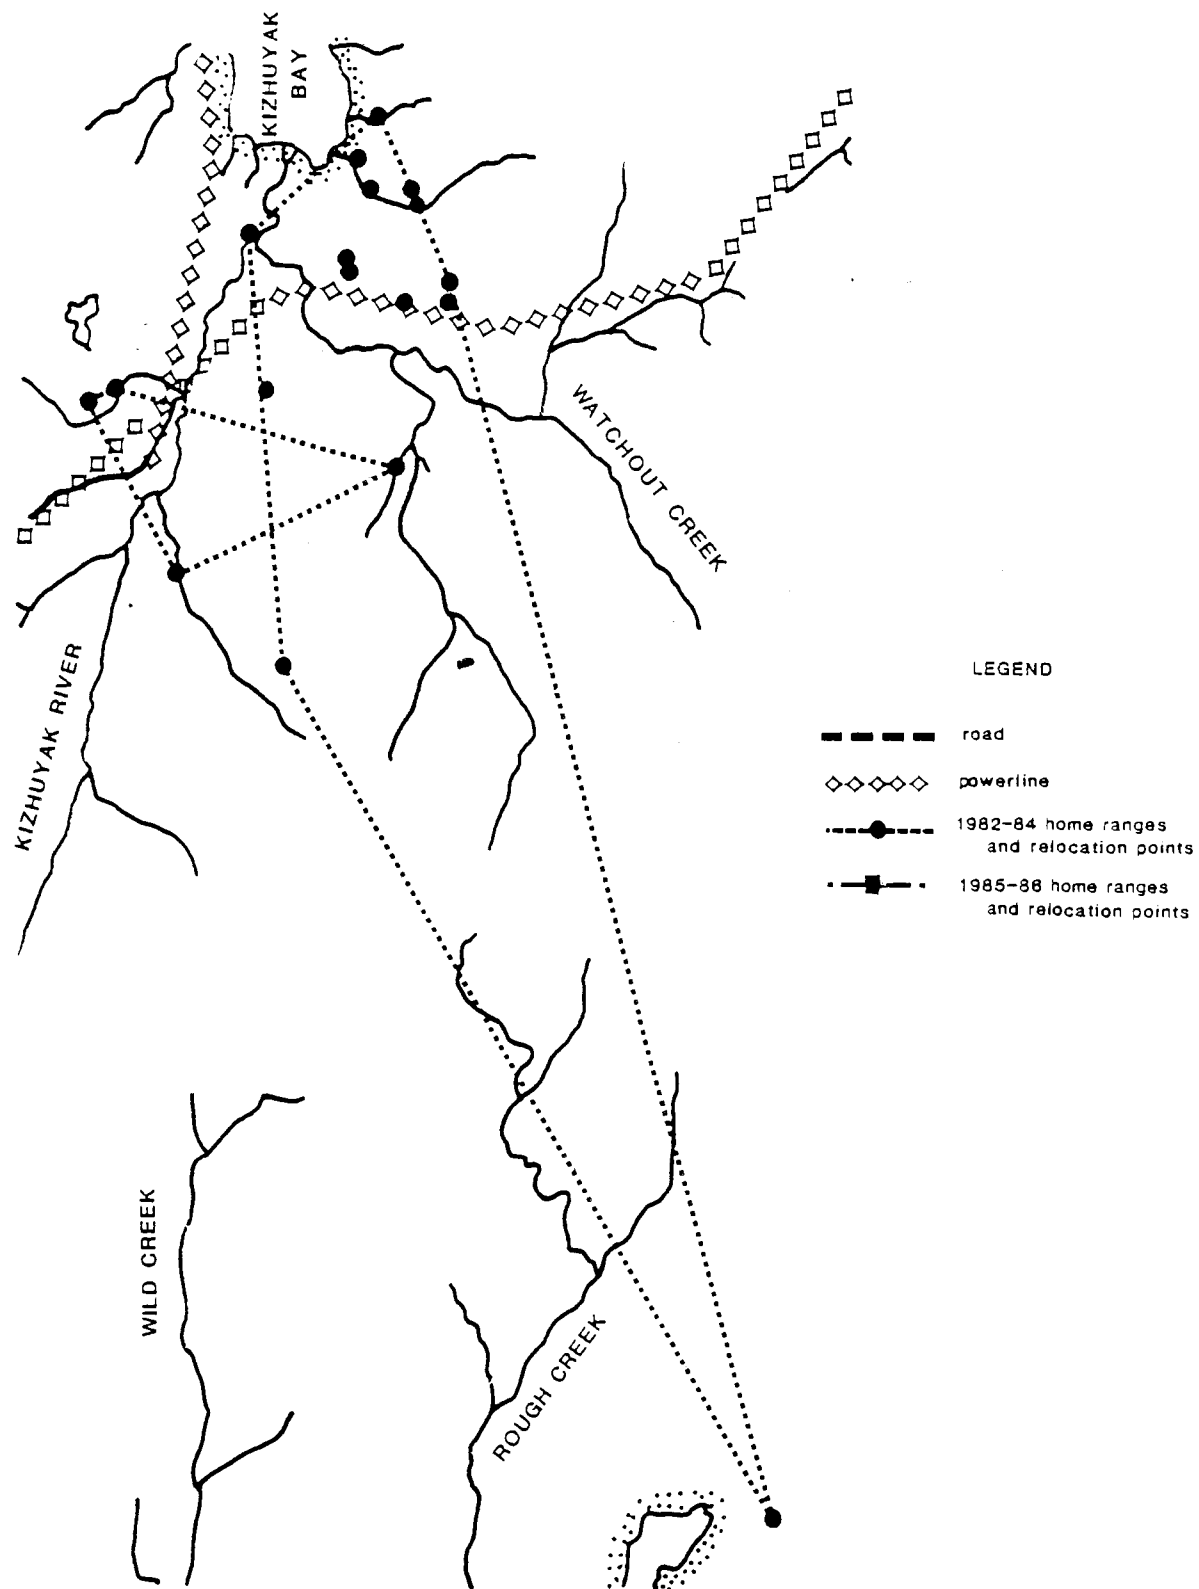 KIZHUYAK
BAY
WATCHOUT CREEK
KIZHUYAK RIVER
LEGEND
road
powerline
1982-84 home ranges
and relocation points
1985-86 home ranges
and relocation points
WILD CREEK
ROUGH CREEK